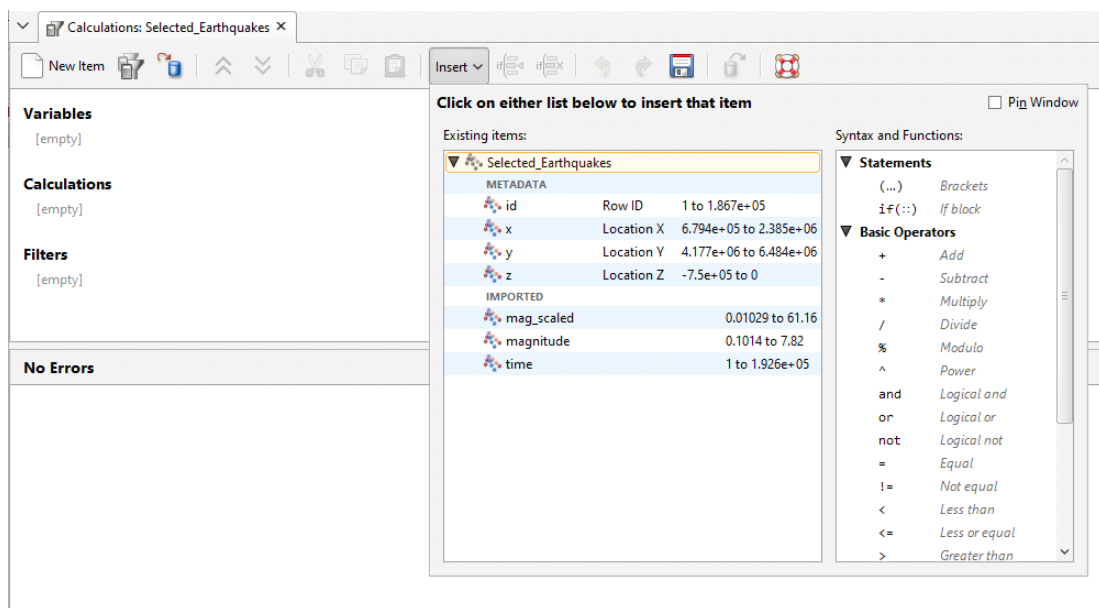 Calculations: Selected_Earthquakes
New Item
Insert
Variables
[empty]
Calculations
[empty]
Filters
[empty]
No Errors
Click on either list below to insert that item
Pin Window
Existing items:
Selected_Earthquakes
METADATA
id Row ID 1 to 1.867e+05
x Location X 6.794e+05 to 2.385e+06
y Location Y 4.177e+06 to 6.484e+06
z Location Z -7.5e+05 to 0
IMPORTED
mag_scaled 0.01029 to 61.16
magnitude 0.1014 to 7.82
time 1 to 1.926e+05
Syntax and Functions:
Statements
(...) Brackets
if(::) If block
Basic Operators
+ Add
- Subtract
* Multiply
/ Divide
% Modulo
^ Power
and Logical and
or Logical or
not Logical not
= Equal
!= Not equal
< Less than
<= Less or equal
> Greater than